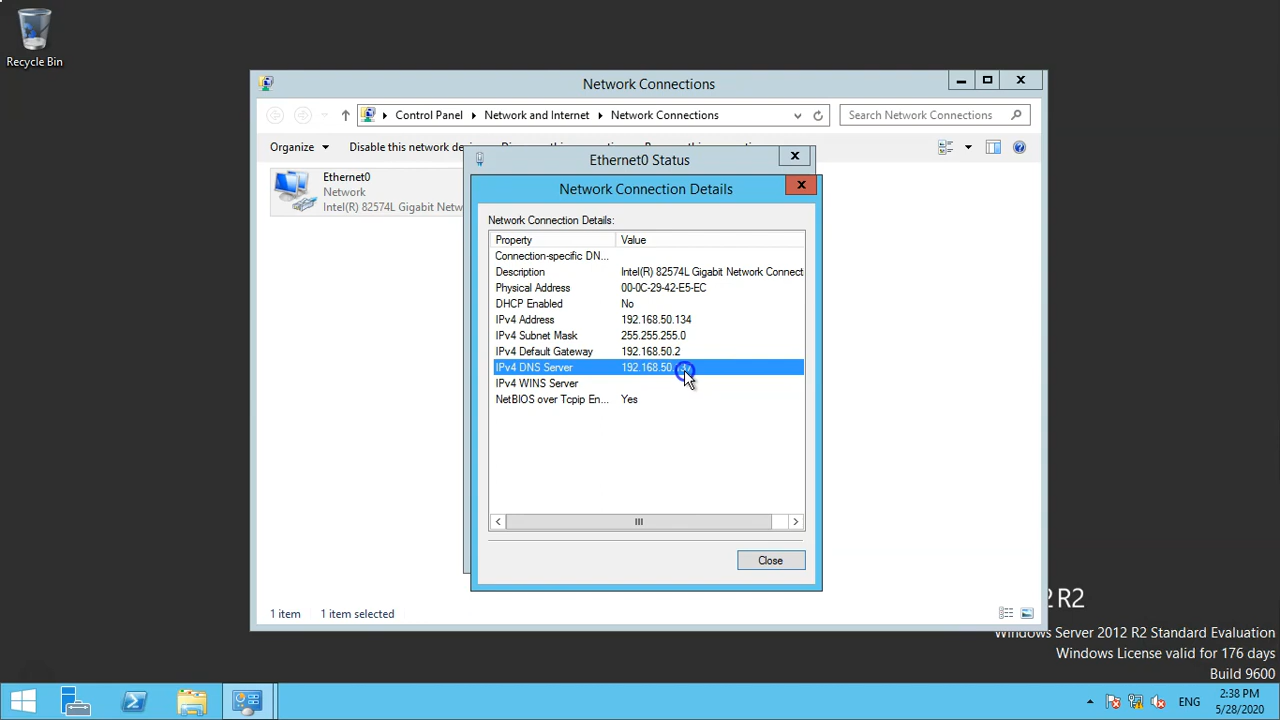 Recycle Bin
Network Connections
Control Panel
Network and Internet
Network Connections
Search Network Connections
Organize
Disable this network de
Ethernet0
Network
Intel(R) 82574L Gigabit Netw
Ethernet0 Status
Network Connection Details
Network Connection Details:
Property Value
Connection-specific DN...
Description Intel(R) 82574L Gigabit Network Connect
Physical Address 00-0C-29-42-E5-EC
DHCP Enabled No
IPv4 Address 192.168.50.134
IPv4 Subnet Mask 255.255.255.0
IPv4 Default Gateway 192.168.50.2
IPv4 DNS Server 192.168.50.
IPv4 WINS Server
NetBIOS over Tcpip En... Yes
Close
1 item 1 item selected
2 R2
Windows Server 2012 R2 Standard Evaluation
Windows License valid for 176 days
Build 9600
ENG
2:38 PM
5/28/2020